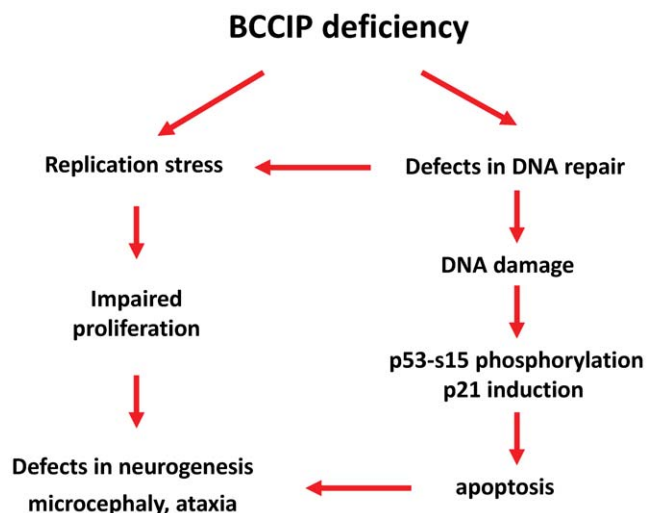 BCCIP deficiency
Replication stress
Defects in DNA repair
DNA damage
Impaired
proliferation
p53-s15 phosphorylation
p21 induction
Defects in neurogenesis
microcephaly, ataxia
apoptosis